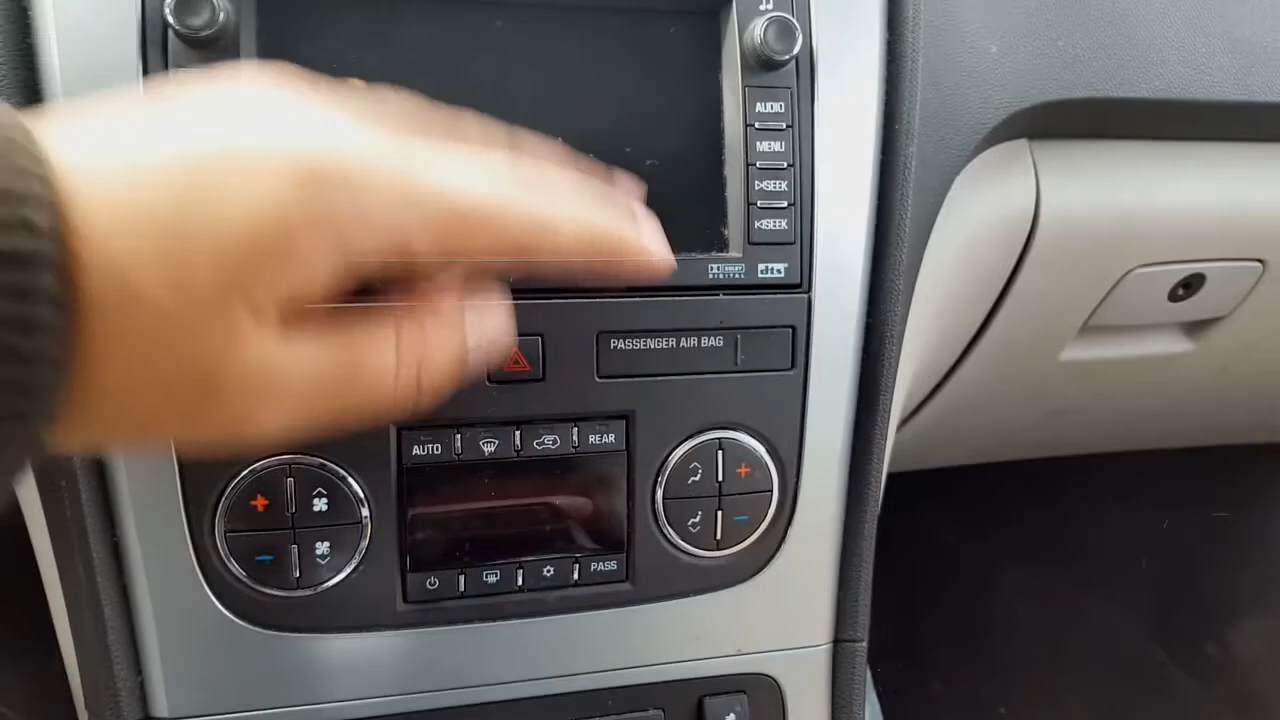 AUDIO
MENU
SEEK
SEEK
DOLBY
DIGITAL
dts
PASSENGER AIR BAG
AUTO
REAR
PASS